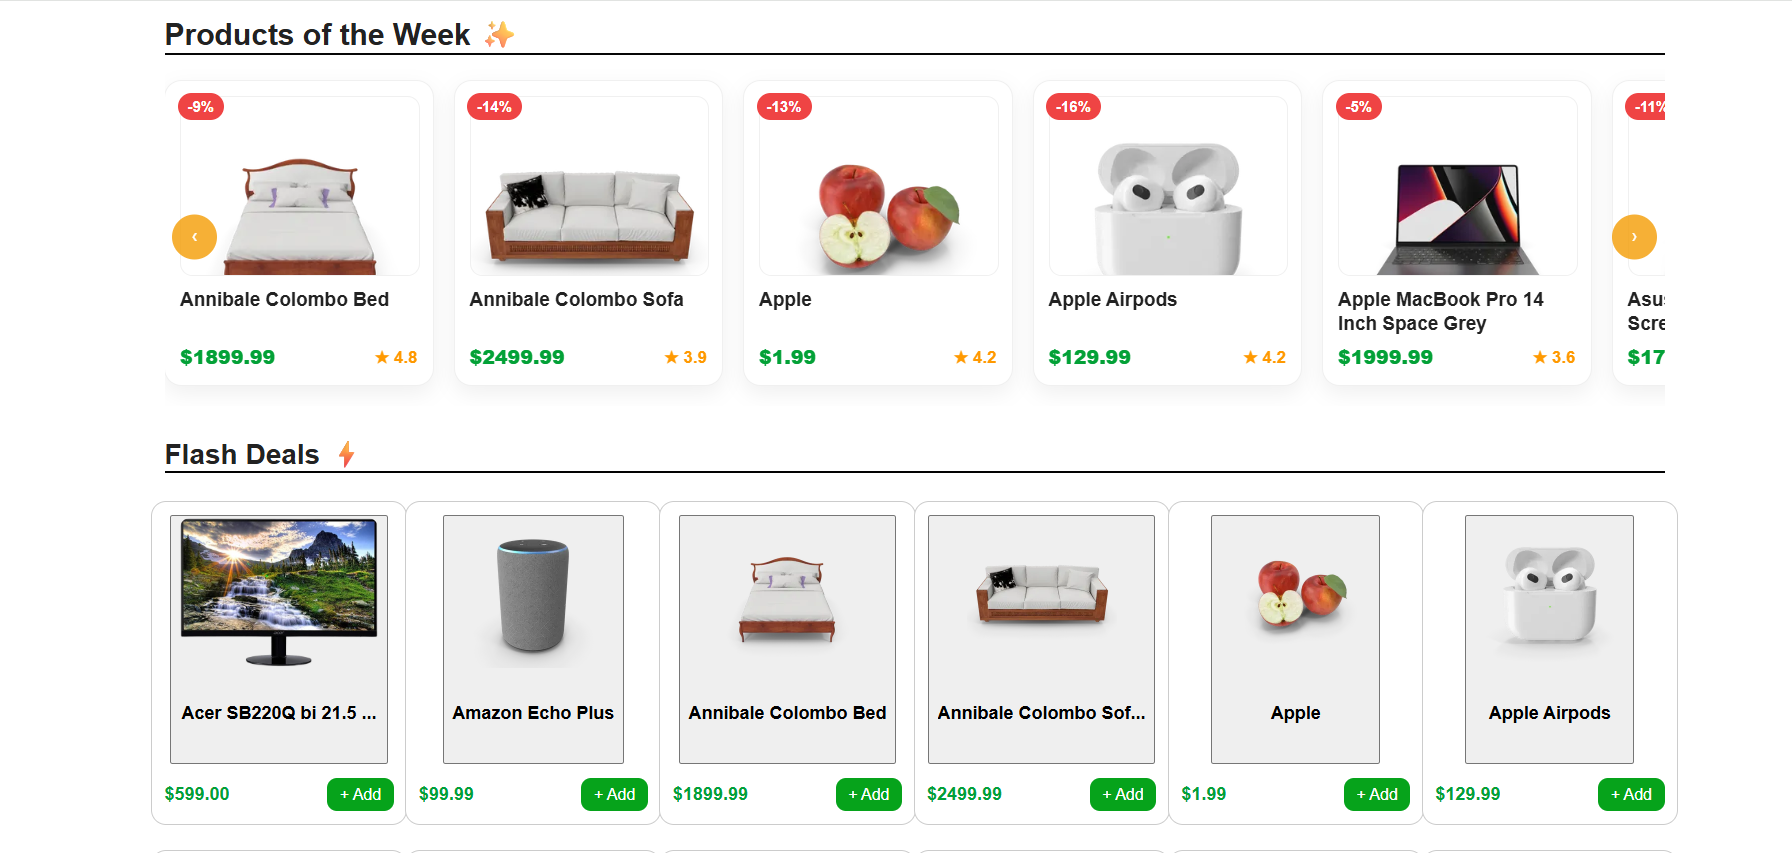 Products of the Week ✨
-9%
-14%
-13%
-16%
-5%
-11%
‹
›
Annibale Colombo Bed
Annibale Colombo Sofa
Apple
Apple Airpods
Apple MacBook Pro 14
Inch Space Grey
Asus
Scre
$1899.99 ★ 4.8
$2499.99 ★ 3.9
$1.99 ★ 4.2
$129.99 ★ 4.2
$1999.99 ★ 3.6
$17
Flash Deals ⚡
Acer SB220Q bi 21.5 ...
Amazon Echo Plus
Annibale Colombo Bed
Annibale Colombo Sof...
Apple
Apple Airpods
$599.00 + Add
$99.99 + Add
$1899.99 + Add
$2499.99 + Add
$1.99 + Add
$129.99 + Add